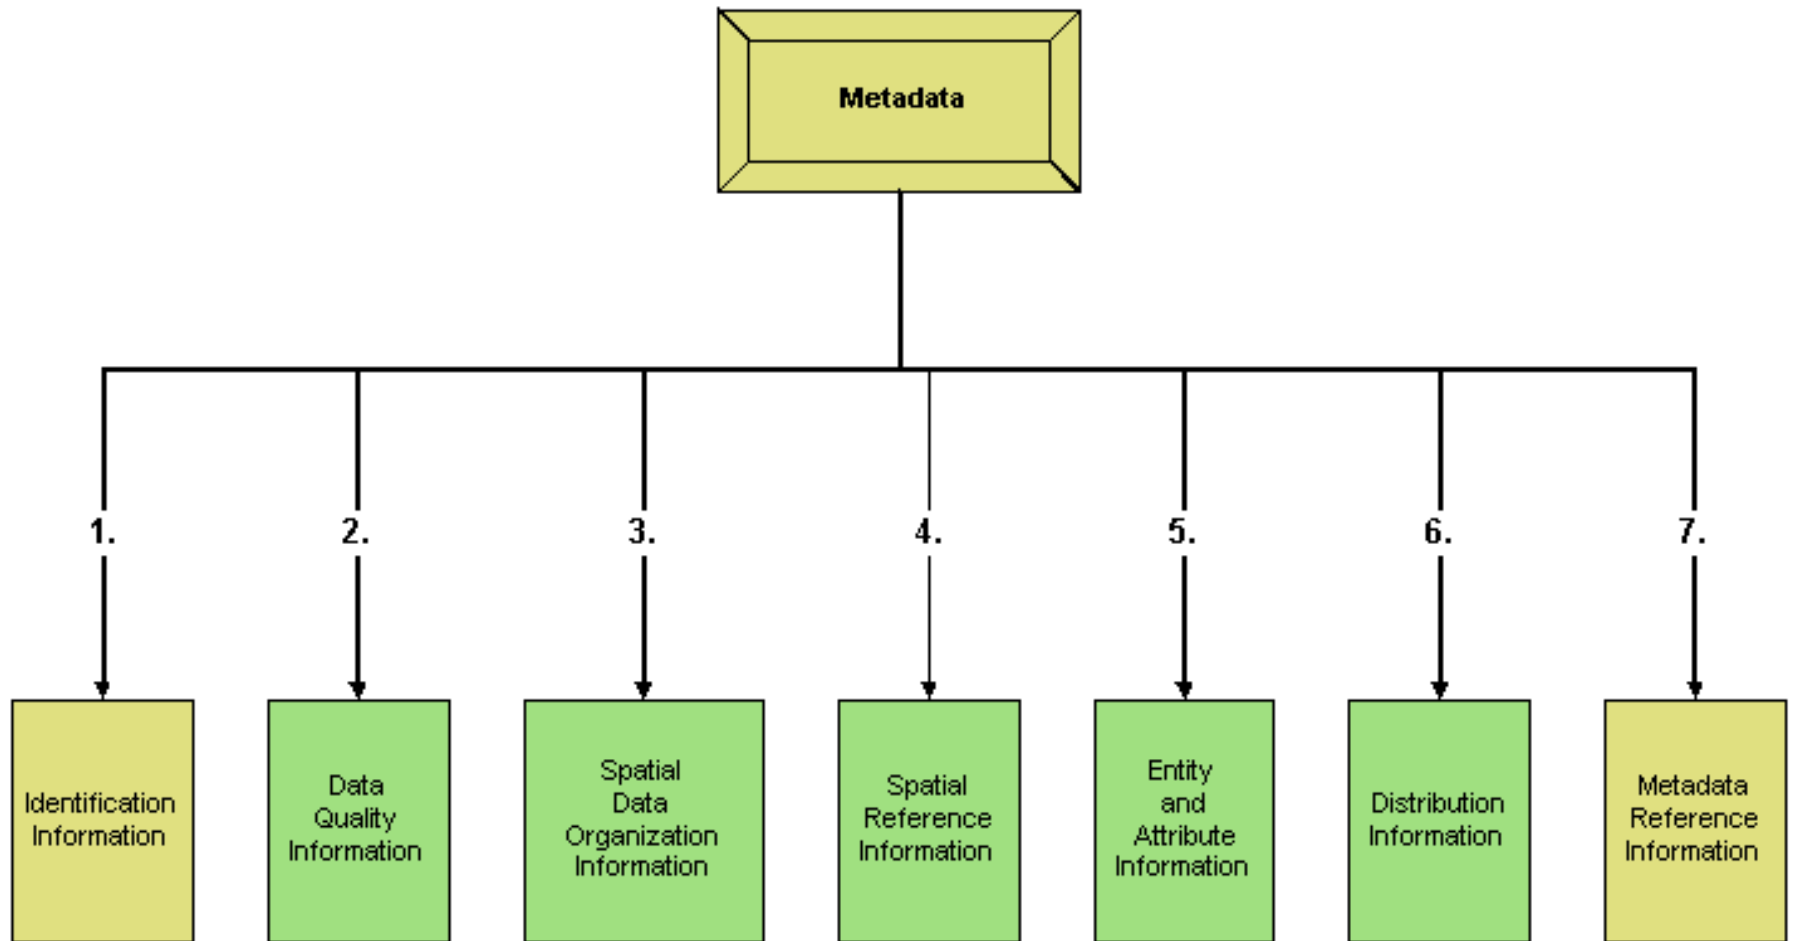 Metadata
1.
2.
3.
4.
5.
6.
7.
Identification
Information
Data
Quality
Information
Spatial
Data
Organization
Information
Spatial
Reference
Information
Entity
and
Attribute
Information
Distribution
Information
Metadata
Reference
Information